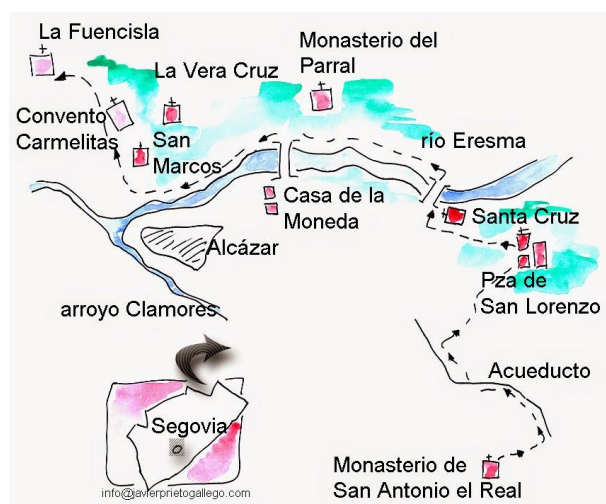 La Fuencisla
Monasterio del
Parral
La Vera Cruz
Convento
Carmelitas
San
Marcos
río Eresma
Casa de la
Moneda
Santa Cruz
Alcázar
Pza de
San Lorenzo
arroyo Clamores
Acueducto
Segovia
Monasterio de
San Antonio el Real
info@javierprietogallego.com